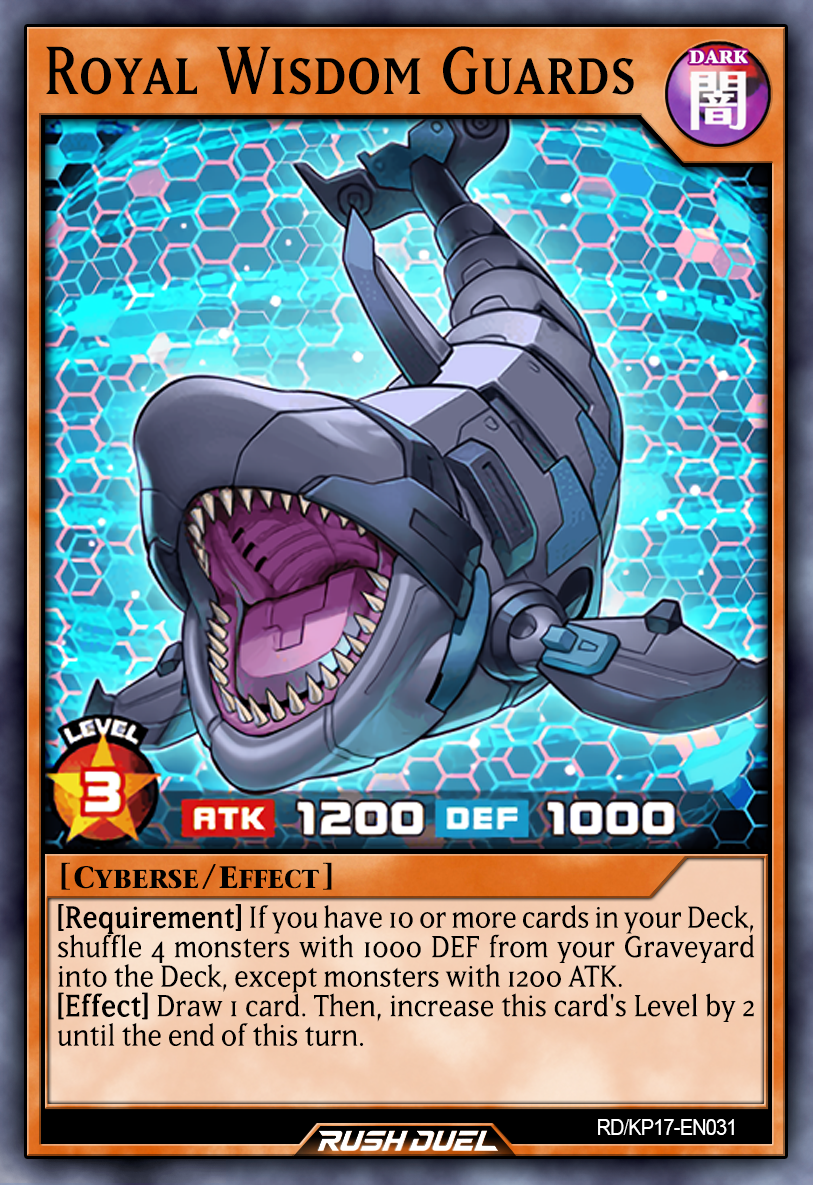 Royal Wisdom Guards
DARK
闇
LEVEL
3
ATK 1200 DEF 1000
[Cyberse/Effect]
[Requirement] If you have 10 or more cards in your Deck,
shuffle 4 monsters with 1000 DEF from your Graveyard
into the Deck, except monsters with 1200 ATK.
[Effect] Draw 1 card. Then, increase this card's Level by 2
until the end of this turn.
RD/KP17-EN031
RUSH DUEL